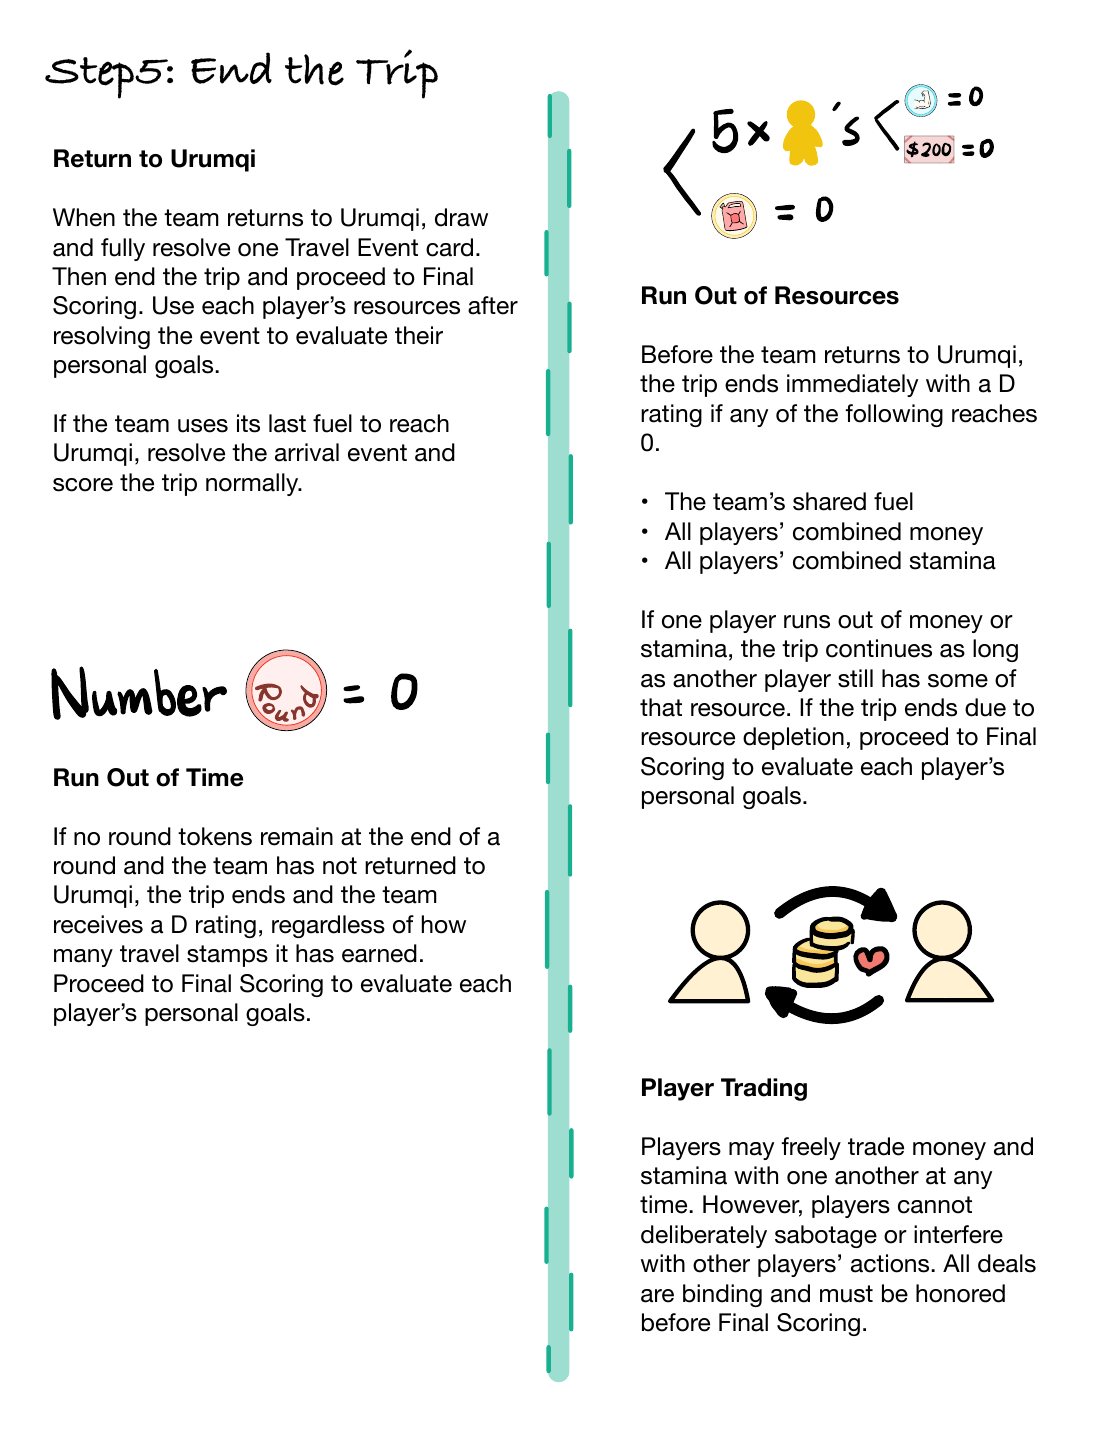 Step5: End the Trip
Return to Urumqi
When the team returns to Urumqi, draw
and fully resolve one Travel Event card.
Then end the trip and proceed to Final
Scoring. Use each player’s resources after
resolving the event to evaluate their
personal goals.
If the team uses its last fuel to reach
Urumqi, resolve the arrival event and
score the trip normally.
Number Round = 0
Run Out of Time
If no round tokens remain at the end of a
round and the team has not returned to
Urumqi, the trip ends and the team
receives a D rating, regardless of how
many travel stamps it has earned.
Proceed to Final Scoring to evaluate each
player’s personal goals.
5x ’s
= 0
$200 = 0
= 0
Run Out of Resources
Before the team returns to Urumqi,
the trip ends immediately with a D
rating if any of the following reaches
0.
• The team’s shared fuel
• All players’ combined money
• All players’ combined stamina
If one player runs out of money or
stamina, the trip continues as long
as another player still has some of
that resource. If the trip ends due to
resource depletion, proceed to Final
Scoring to evaluate each player’s
personal goals.
Player Trading
Players may freely trade money and
stamina with one another at any
time. However, players cannot
deliberately sabotage or interfere
with other players’ actions. All deals
are binding and must be honored
before Final Scoring.